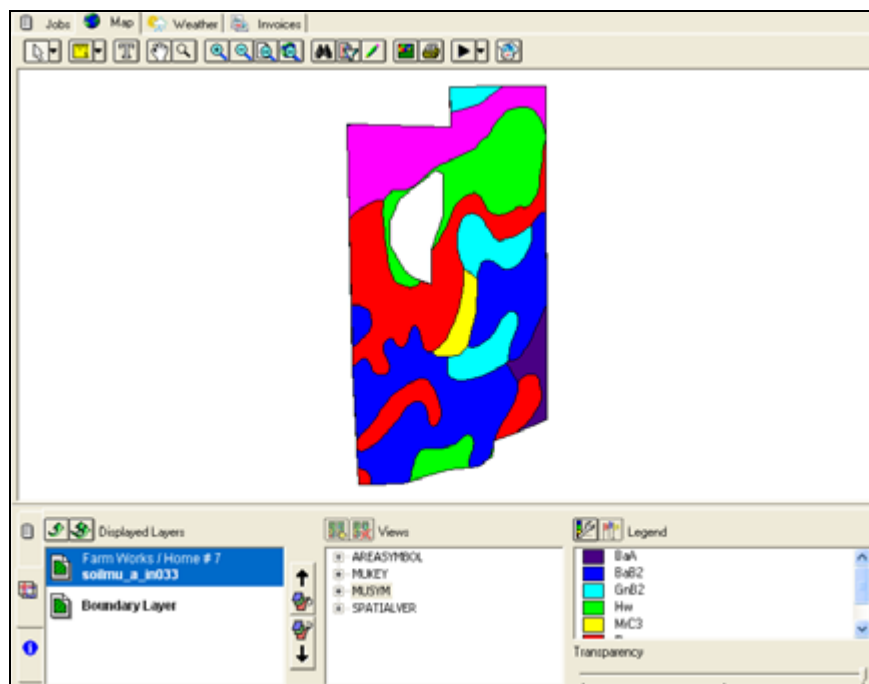 Jobs Map Weather Invoices
Displayed Layers
Farm Works / Home # 7
soilmu_a_in033
Boundary Layer
Views
AREASYMBOL
MUKEY
MUSYM
SPATIALVER
Legend
BaA
BaB2
GnB2
Hw
MrC3
Transparency